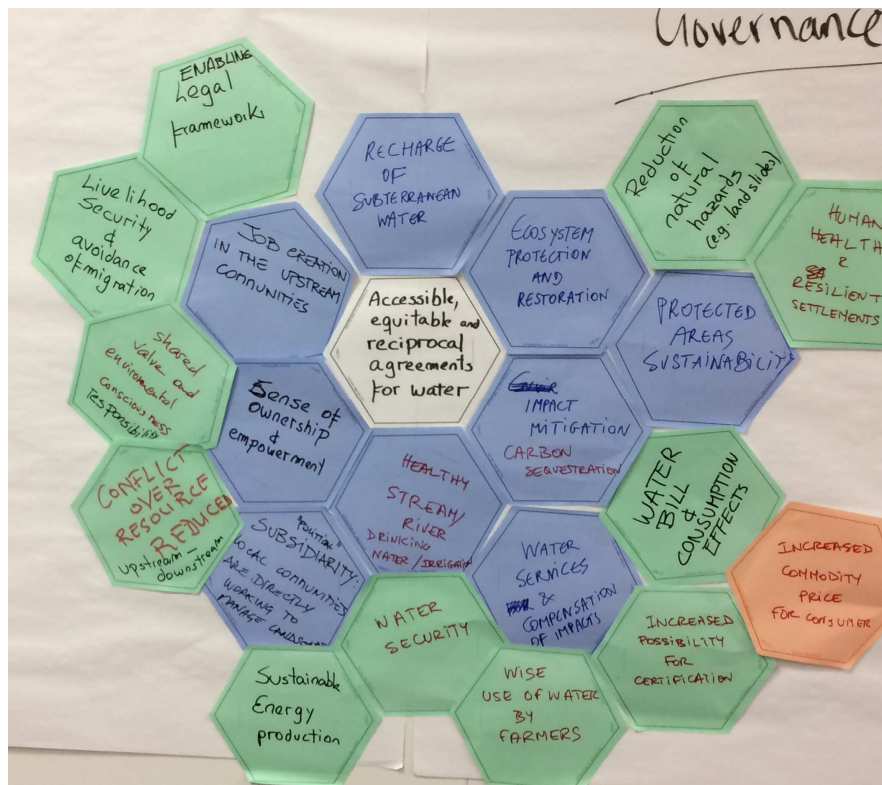 Governance
ENABLING
Legal
frameworks
Livelihood
Security
&
avoidance
of migration
JOB CREATION
IN THE UPSTREAM
COMMUNITIES
RECHARGE
OF
SUBTERRANEAN
WATER
ECOSYSTEM
PROTECTION
AND
RESTORATION
Reduction
of
natural
hazards
(e.g. landslides)
HUMAN
HEALTH
&
RESILIENT
SETTLEMENTS
Accessible,
equitable and
reciprocal
agreements
for water
PROTECTED
AREAS
SUSTAINABILITY
shared
value and
environmental
consciousness
responsibility
Sense of
ownership
&
empowerment
IMPACT
MITIGATION
CARBON
SEQUESTRATION
CONFLICT
OVER
RESOURCE
REDUCED
upstream-
downstream
HEALTHY
STREAM/
RIVER
DRINKING
WATER/IRRIGATION
WATER
BILL
&
CONSUMPTION
EFFECTS
SUBSIDIARITY:
LOCAL COMMUNITIES
ARE DIRECTLY
WORKING TO
MANAGE
WATER
SERVICES
&
COMPENSATION
OF IMPACTS
INCREASED
COMMODITY
PRICE
FOR CONSUMER
WATER
SECURITY
INCREASED
POSSIBILITY
FOR
CERTIFICATION
Sustainable
Energy
production
WISE
USE OF WATER
BY
FARMERS